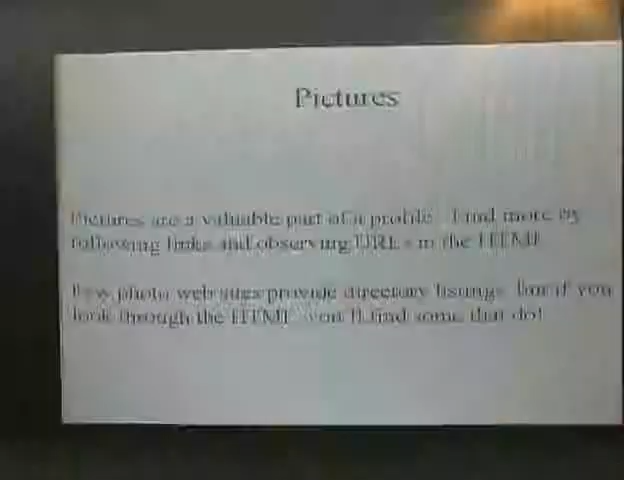 Pictures
Pictures are a valuable part of a profile. Find more by
following links and observing URLs in the HTML
Few photo web sites provide directory listings but if you
look through the HTML you'll find some that do!